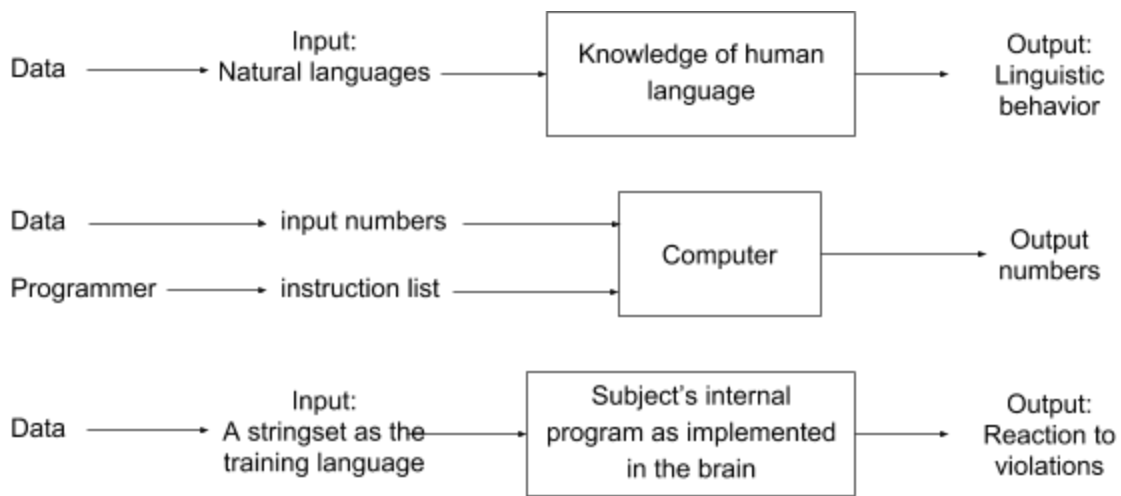 Data
Input:
Natural languages
Knowledge of human
language
Output:
Linguistic
behavior
Data
input numbers
Programmer
instruction list
Computer
Output
numbers
Data
Input:
A stringset as the
training language
Subject's internal
program as implemented
in the brain
Output:
Reaction to
violations